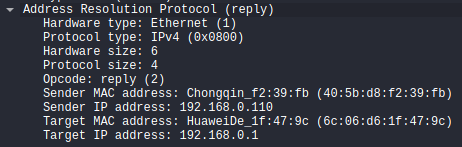 Address Resolution Protocol (reply)
Hardware type: Ethernet (1)
Protocol type: IPv4 (0x0800)
Hardware size: 6
Protocol size: 4
Opcode: reply (2)
Sender MAC address: Chongqin_f2:39:fb (40:5b:d8:f2:39:fb)
Sender IP address: 192.168.0.110
Target MAC address: HuaweiDe_1f:47:9c (6c:06:d6:1f:47:9c)
Target IP address: 192.168.0.1